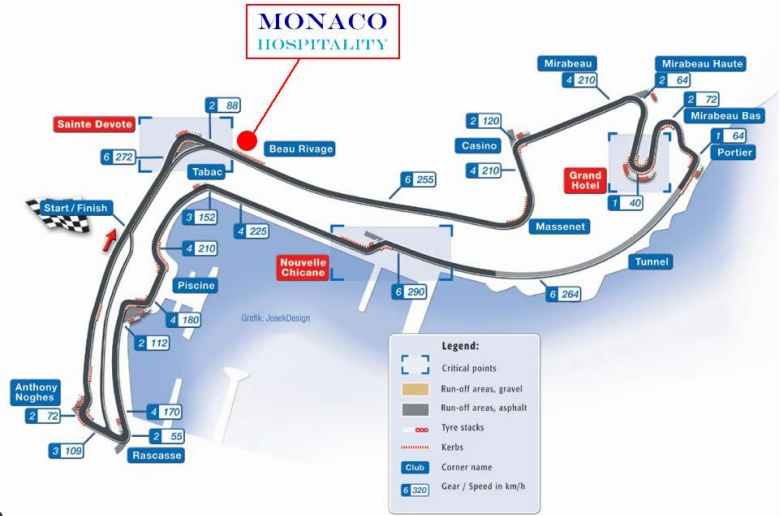 MONACO
HOSPITALITY
Mirabeau
4 210
Mirabeau Haute
2 64
2 72
Mirabeau Bas
2 88
Sainte Devote
2 120
1 64
Casino
Portier
6 272
Beau Rivage
Tabac
4 210
Grand
Hotel
6 255
1 40
Start/Finish
3 152
4 225
Massenet
4 210
Nouvelle
Chicane
Tunnel
Piscine
6 290
6 264
4 180
Grafik: JosekDesign
2 112
Legend:
Critical points
Run-off areas, gravel
Run-off areas, asphalt
Tyre stacks
Kerbs
Club Corner name
6 320 Gear / Speed in km/h
Anthony
Noghes
2 72
4 170
3 109
2 55
Rascasse